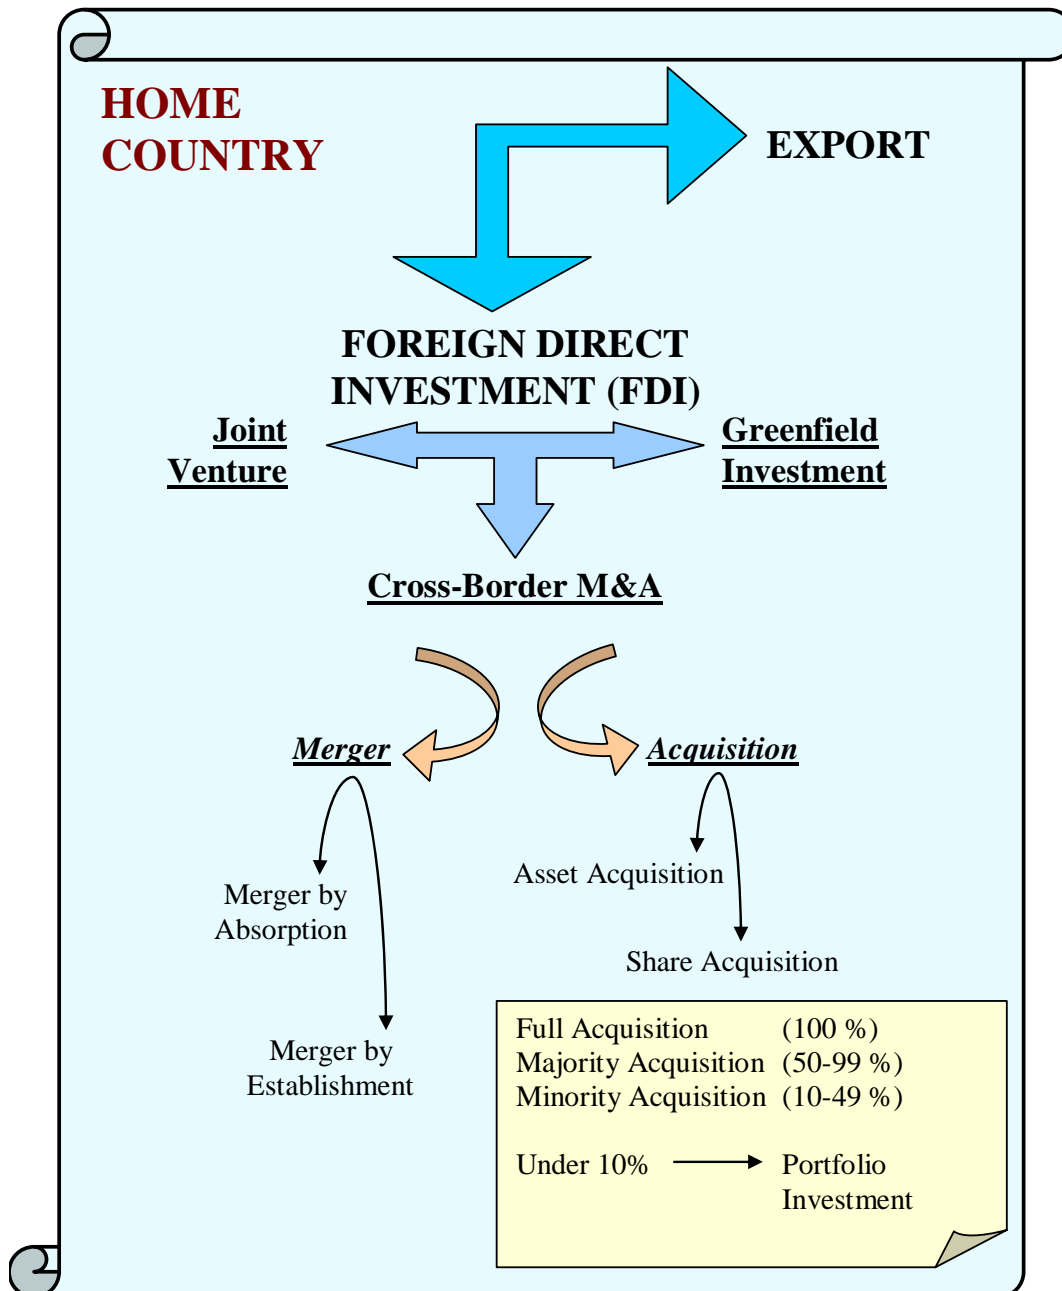 HOME
COUNTRY
EXPORT
FOREIGN DIRECT
INVESTMENT (FDI)
Joint
Venture
Greenfield
Investment
Cross-Border M&A
Merger
Acquisition
Asset Acquisition
Merger by
Absorption
Share Acquisition
Merger by
Establishment
Full Acquisition (100 %)
Majority Acquisition (50-99 %)
Minority Acquisition (10-49 %)
Under 10% Portfolio
Investment